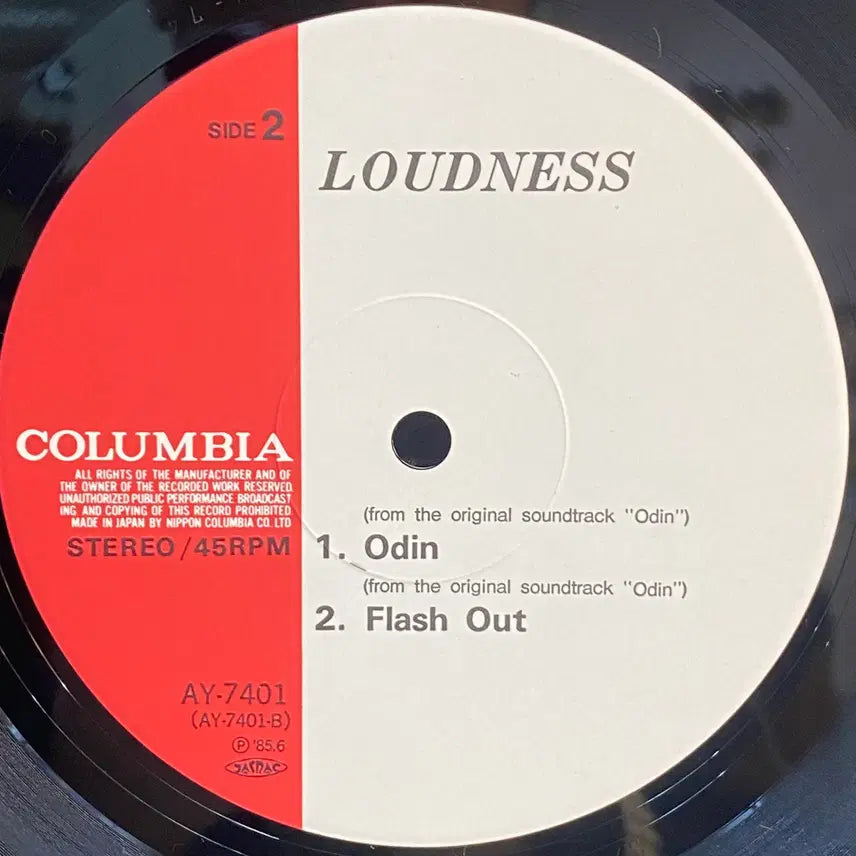 SIDE 2
LOUDNESS
COLUMBIA
ALL RIGHTS OF THE MANUFACTURER AND OF
THE OWNER OF THE RECORDED WORK RESERVED.
UNAUTHORIZED PUBLIC PERFORMANCE BROADCAST
ING AND COPYING OF THIS RECORD PROHIBITED.
MADE IN JAPAN BY NIPPON COLUMBIA CO. LTD
STEREO/45RPM
(from the original soundtrack "Odin")
1. Odin
(from the original soundtrack "Odin")
2. Flash Out
AY-7401
(AY-7401-B)
Ⓟ '85.6
JASRAC